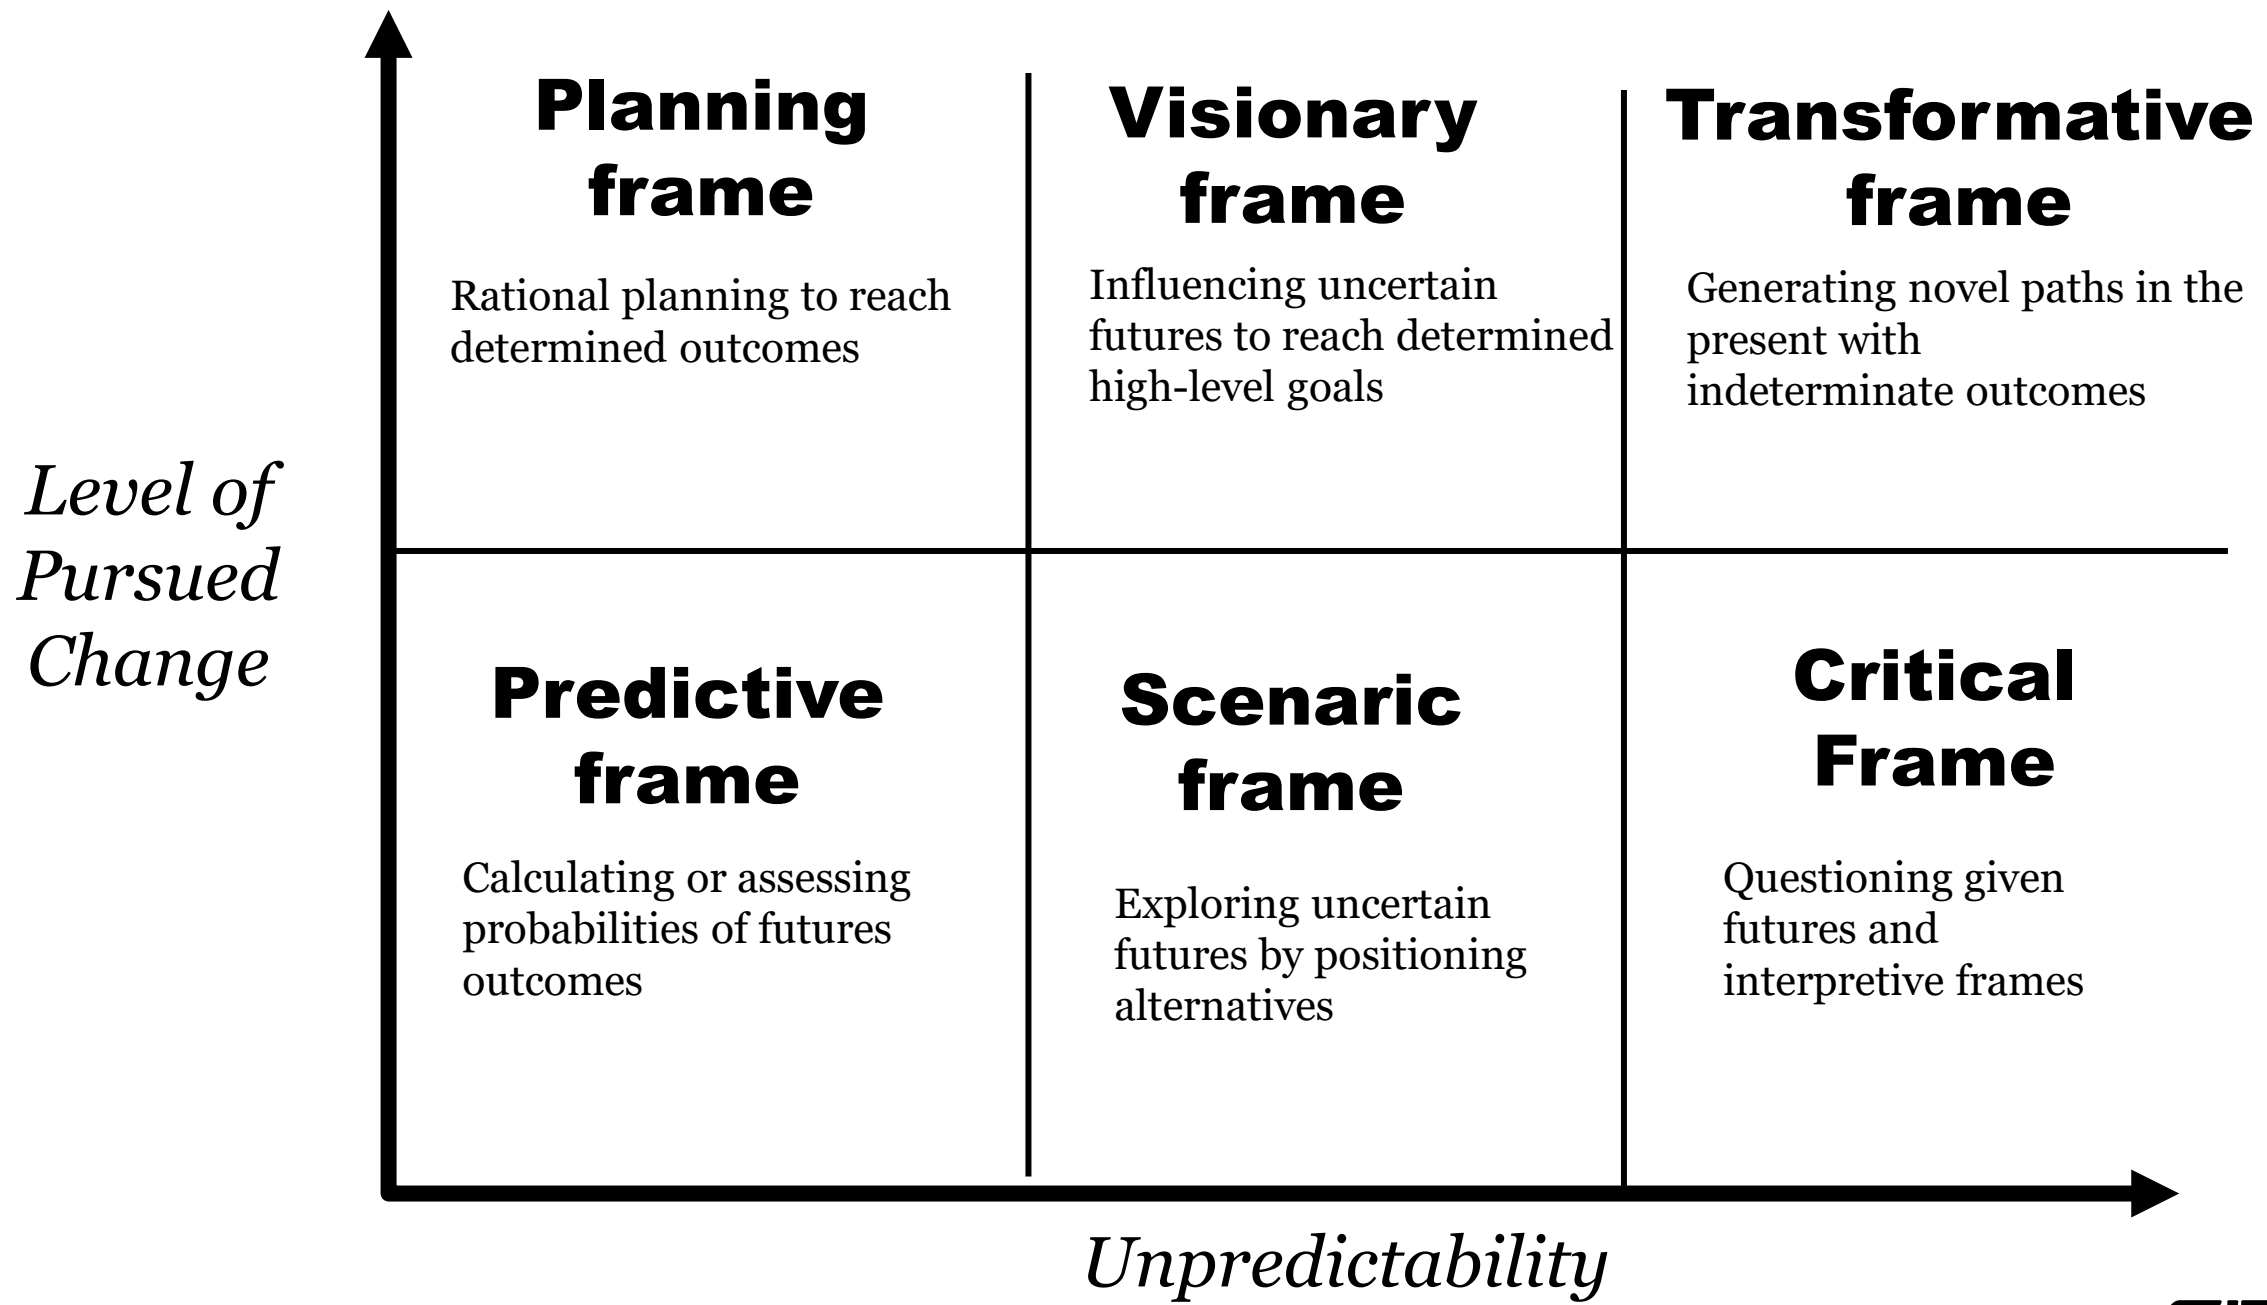 Planning
frame
Rational planning to reach
determined outcomes
Visionary
frame
Influencing uncertain
futures to reach determined
high-level goals
Transformative
frame
Generating novel paths in the
present with
indeterminate outcomes
Level of
Pursued
Change
Predictive
frame
Calculating or assessing
probabilities of futures
outcomes
Scenaric
frame
Exploring uncertain
futures by positioning
alternatives
Critical
Frame
Questioning given
futures and
interpretive frames
Unpredictability